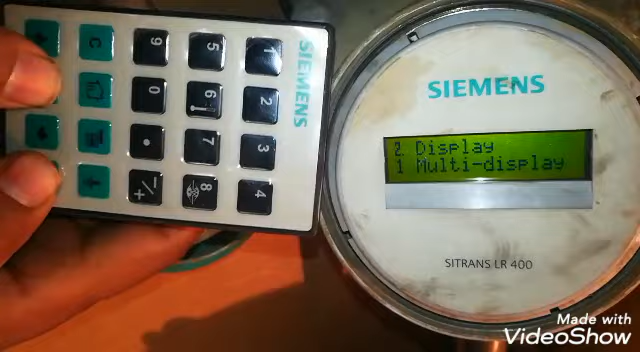 SIEMENS
1
2
3
4
5
6
7
8
9
0
•
-/+
C
SIEMENS
2 Display
1 Multi-display
SITRANS LR 400
Made with
VideoShow